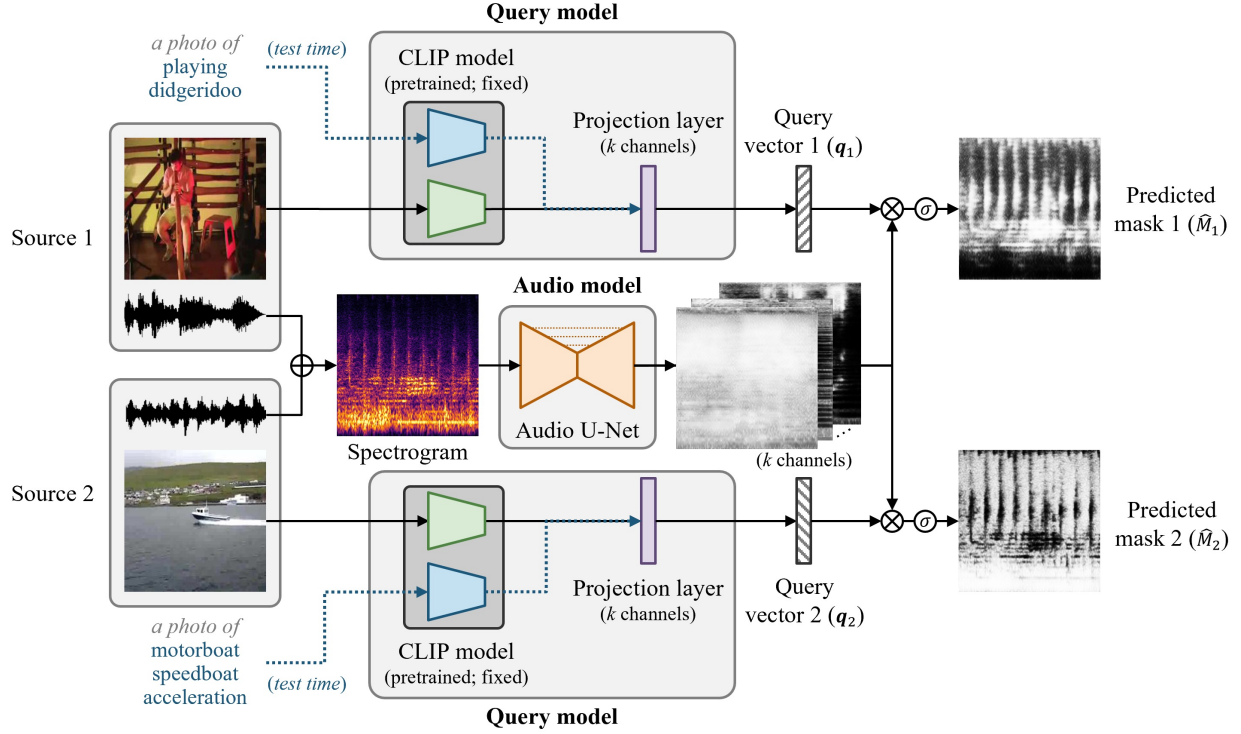 Query model
a photo of
playing
didgeridoo
(test time)
CLIP model
(pretrained; fixed)
Projection layer
(k channels)
Query
vector 1 (q₁)
Source 1
σ
Predicted
mask 1 (M̂₁)
Audio model
Spectrogram
Audio U-Net
(k channels)
Source 2
σ
Predicted
mask 2 (M̂₂)
Projection layer
(k channels)
Query
vector 2 (q₂)
a photo of
motorboat
speedboat
acceleration
(test time)
CLIP model
(pretrained; fixed)
Query model